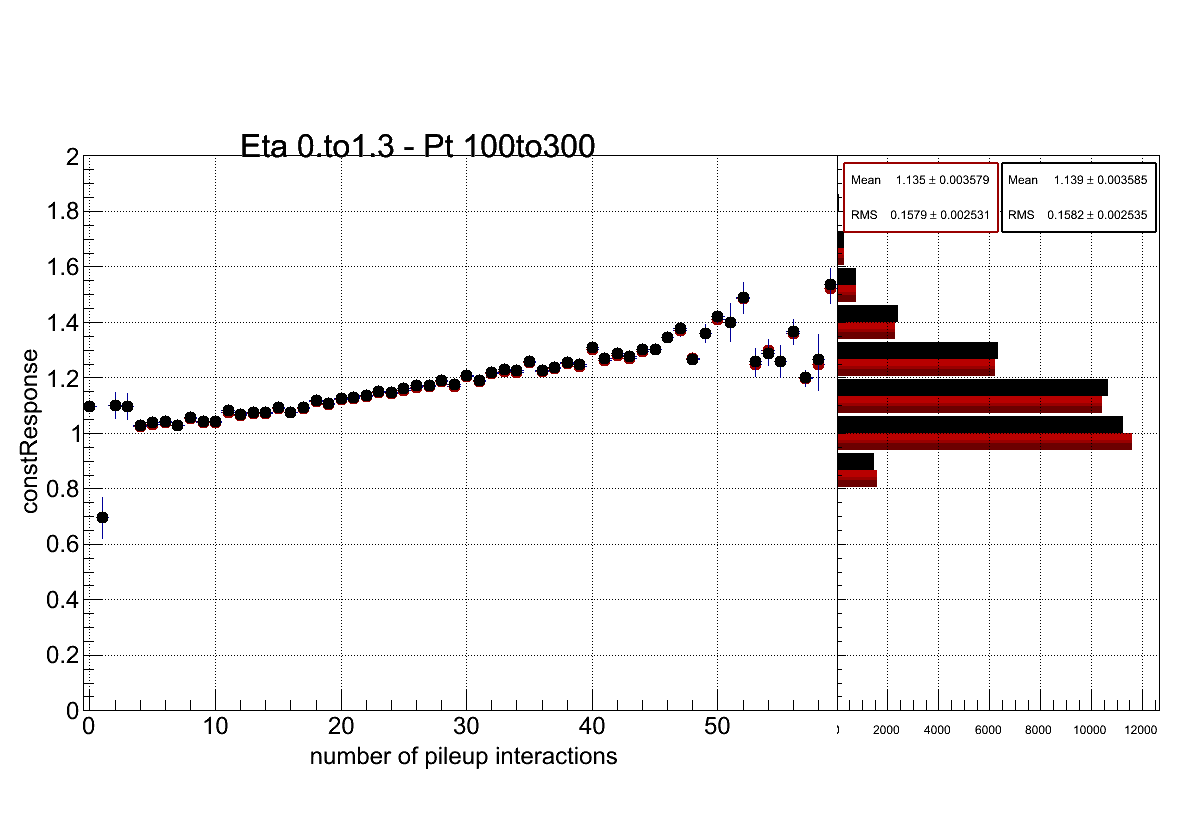 Eta 0.to1.3 - Pt 100to300
2
1.8
1.6
1.4
1.2
1
0.8
0.6
0.4
0.2
0
constResponse
0 10 20 30 40 50
number of pileup interactions
Mean 1.135 ± 0.003579
RMS 0.1579 ± 0.002531
Mean 1.139 ± 0.003585
RMS 0.1582 ± 0.002535
2000 4000 6000 8000 10000 12000